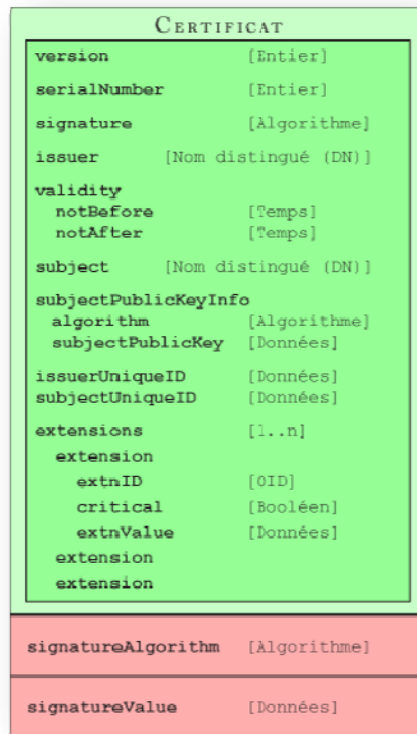 CERTIFICAT
version [Entier]
serialNumber [Entier]
signature [Algorithme]
issuer [Nom distingué (DN)]
validity
notBefore [Temps]
notAfter [Temps]
subject [Nom distingué (DN)]
subjectPublicKeyInfo
algorithm [Algorithme]
subjectPublicKey [Données]
issuerUniqueID [Données]
subjectUniqueID [Données]
extensions [1..n]
extension
extnID [OID]
critical [Booléen]
extnValue [Données]
extension
extension
signatureAlgorithm [Algorithme]
signatureValue [Données]